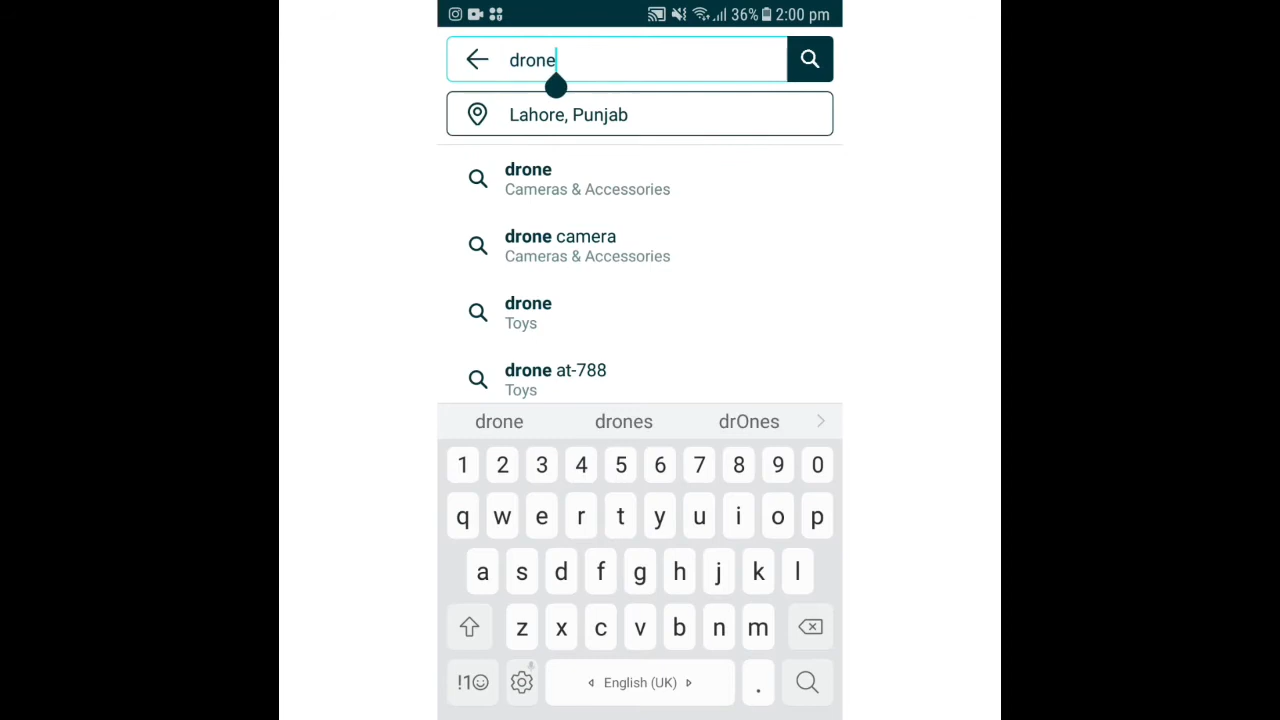 36% 2:00 pm
drone
Lahore, Punjab
drone
Cameras & Accessories
drone camera
Cameras & Accessories
drone
Toys
drone at-788
Toys
drone drones drOnes
1 2 3 4 5 6 7 8 9 0
q w e r t y u i o p
a s d f g h j k l
z x c v b n m
!1☺ English (UK) .